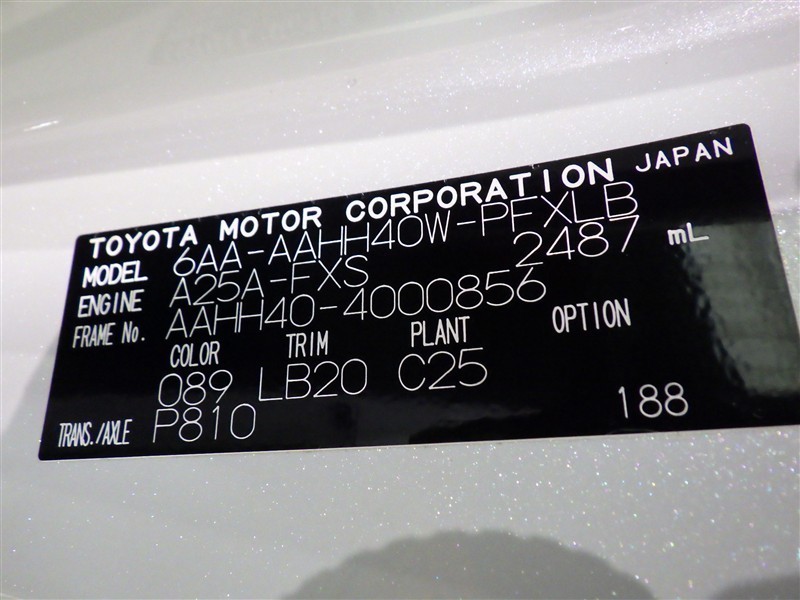 TOYOTA MOTOR CORPORATION JAPAN
MODEL 6AA-AAHH40W-PFXLB
ENGINE A25A-FXS 2487 mL
FRAME No. AAHH40-4000856
COLOR TRIM PLANT OPTION
089 LB20 C25
TRANS./AXLE P810 188